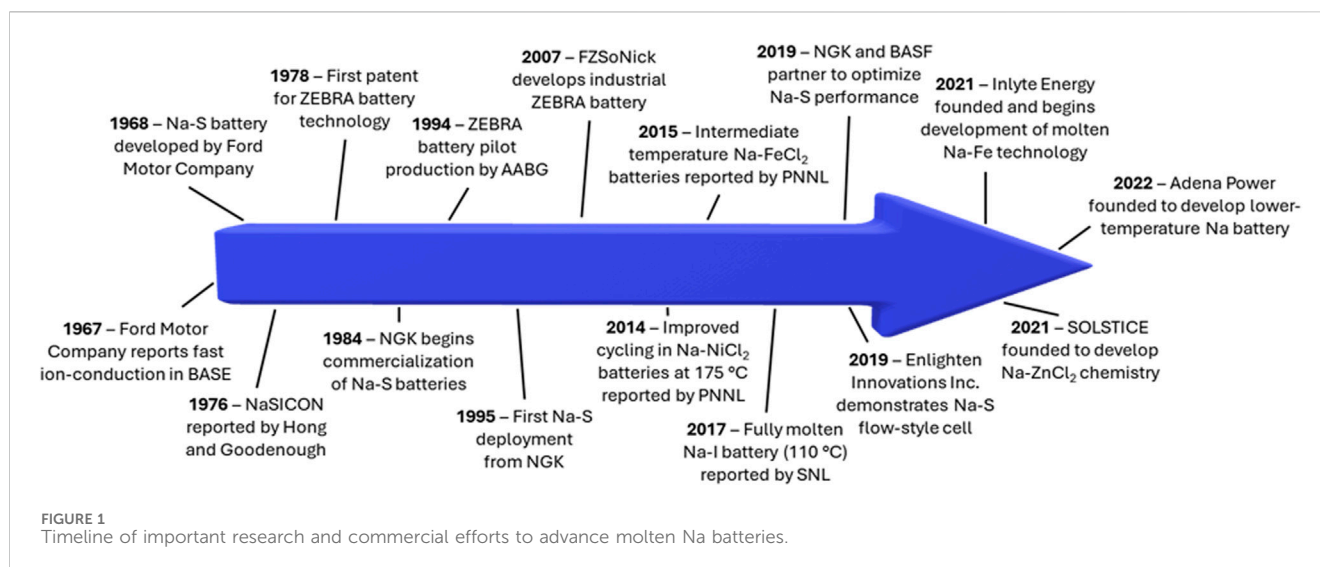 1968 – Na-S battery
developed by Ford
Motor Company
1978 – First patent
for ZEBRA battery
technology
1994 – ZEBRA
battery pilot
production by AABG
2007 – FZSoNick
develops industrial
ZEBRA battery
2015 – Intermediate
temperature Na-FeCl₂
batteries reported by PNNL
2019 – NGK and BASF
partner to optimize
Na-S performance
2021 – Inlyte Energy
founded and begins
development of molten
Na-Fe technology
2022 – Adena Power
founded to develop lower-
temperature Na battery
1967 – Ford Motor
Company reports fast
ion-conduction in BASE
1976 – NaSICON
reported by Hong
and Goodenough
1984 – NGK begins
commercialization
of Na-S batteries
1995 – First Na-S
deployment
from NGK
2014 – Improved
cycling in Na-NiCl₂
batteries at 175 °C
reported by PNNL
2017 – Fully molten
Na-I battery (110 °C)
reported by SNL
2019 – Enlighten
Innovations Inc.
demonstrates Na-S
flow-style cell
2021 – SOLSTICE
founded to develop
Na-ZnCl₂ chemistry
FIGURE 1
Timeline of important research and commercial efforts to advance molten Na batteries.